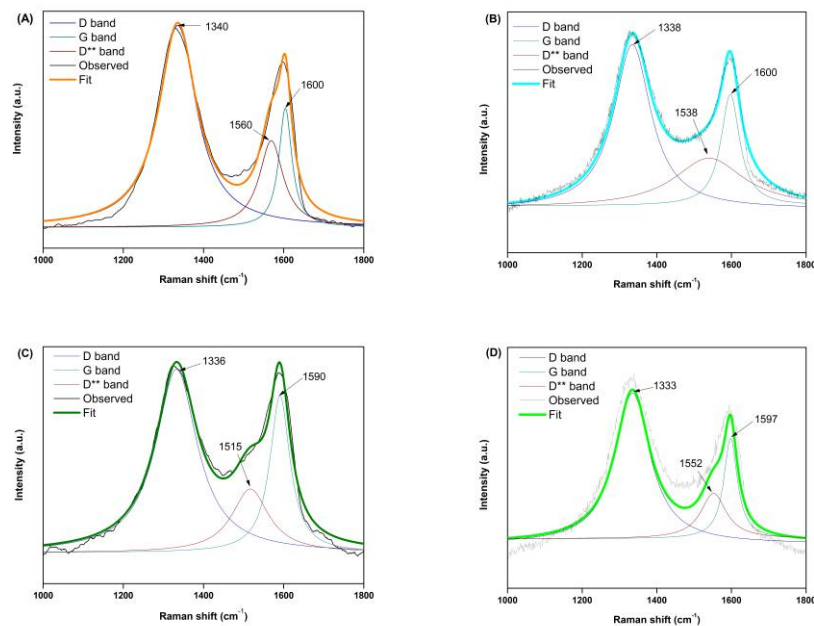 (A)
D band
G band
D** band
Observed
Fit
1340
1600
1560
Intensity (a.u.)
1000 1200 1400 1600 1800
Raman shift (cm-1)
(B)
D band
G band
D** band
Observed
Fit
1338
1600
1538
Intensity (a.u.)
1000 1200 1400 1600 1800
Raman shift (cm-1)
(C)
D band
G band
D** band
Observed
Fit
1336
1590
1515
Intensity (a.u.)
1000 1200 1400 1600 1800
Raman shift (cm-1)
(D)
D band
G band
D** band
Observed
Fit
1333
1597
1552
Intensity (a.u.)
1000 1200 1400 1600 1800
Raman shift (cm-1)